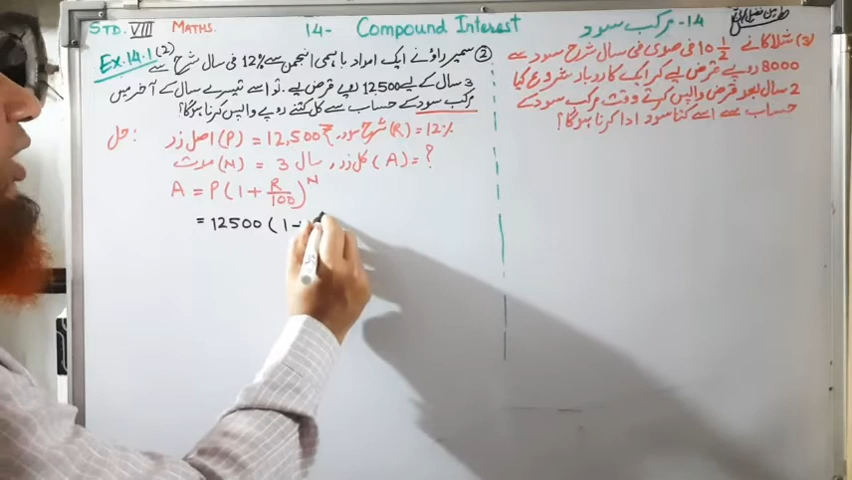 STD. VIII MATHS. 14- Compound Interest 14- مرکب سود
Ex.14.1(2)
② سمیر راؤ نے ایک امداد باہمی انجمن سے 12% فی سال شرح سے
3 سال کے لیے 12500 روپے قرض لیے۔ تو اسے تیسرے سال کے آخر میں
مرکب سود کے حساب سے کل کتنے روپے واپس کرنا ہوگا؟
حل: اصل زر (P) = 12,500 شرح سود (R) = 12%
مدت (N) = 3 سال کل زر (A) = ?
A = P(1 + R/100)^N
= 12500 (1
(3) شلاکا نے 10 1/2 فی صدی فی سال شرح سود سے
8000 روپے قرض لے کر ایک کاروبار شروع کیا
2 سال بعد قرض واپس کرتے وقت مرکب سود کے
حساب سے اسے کتنا سود ادا کرنا ہوگا؟